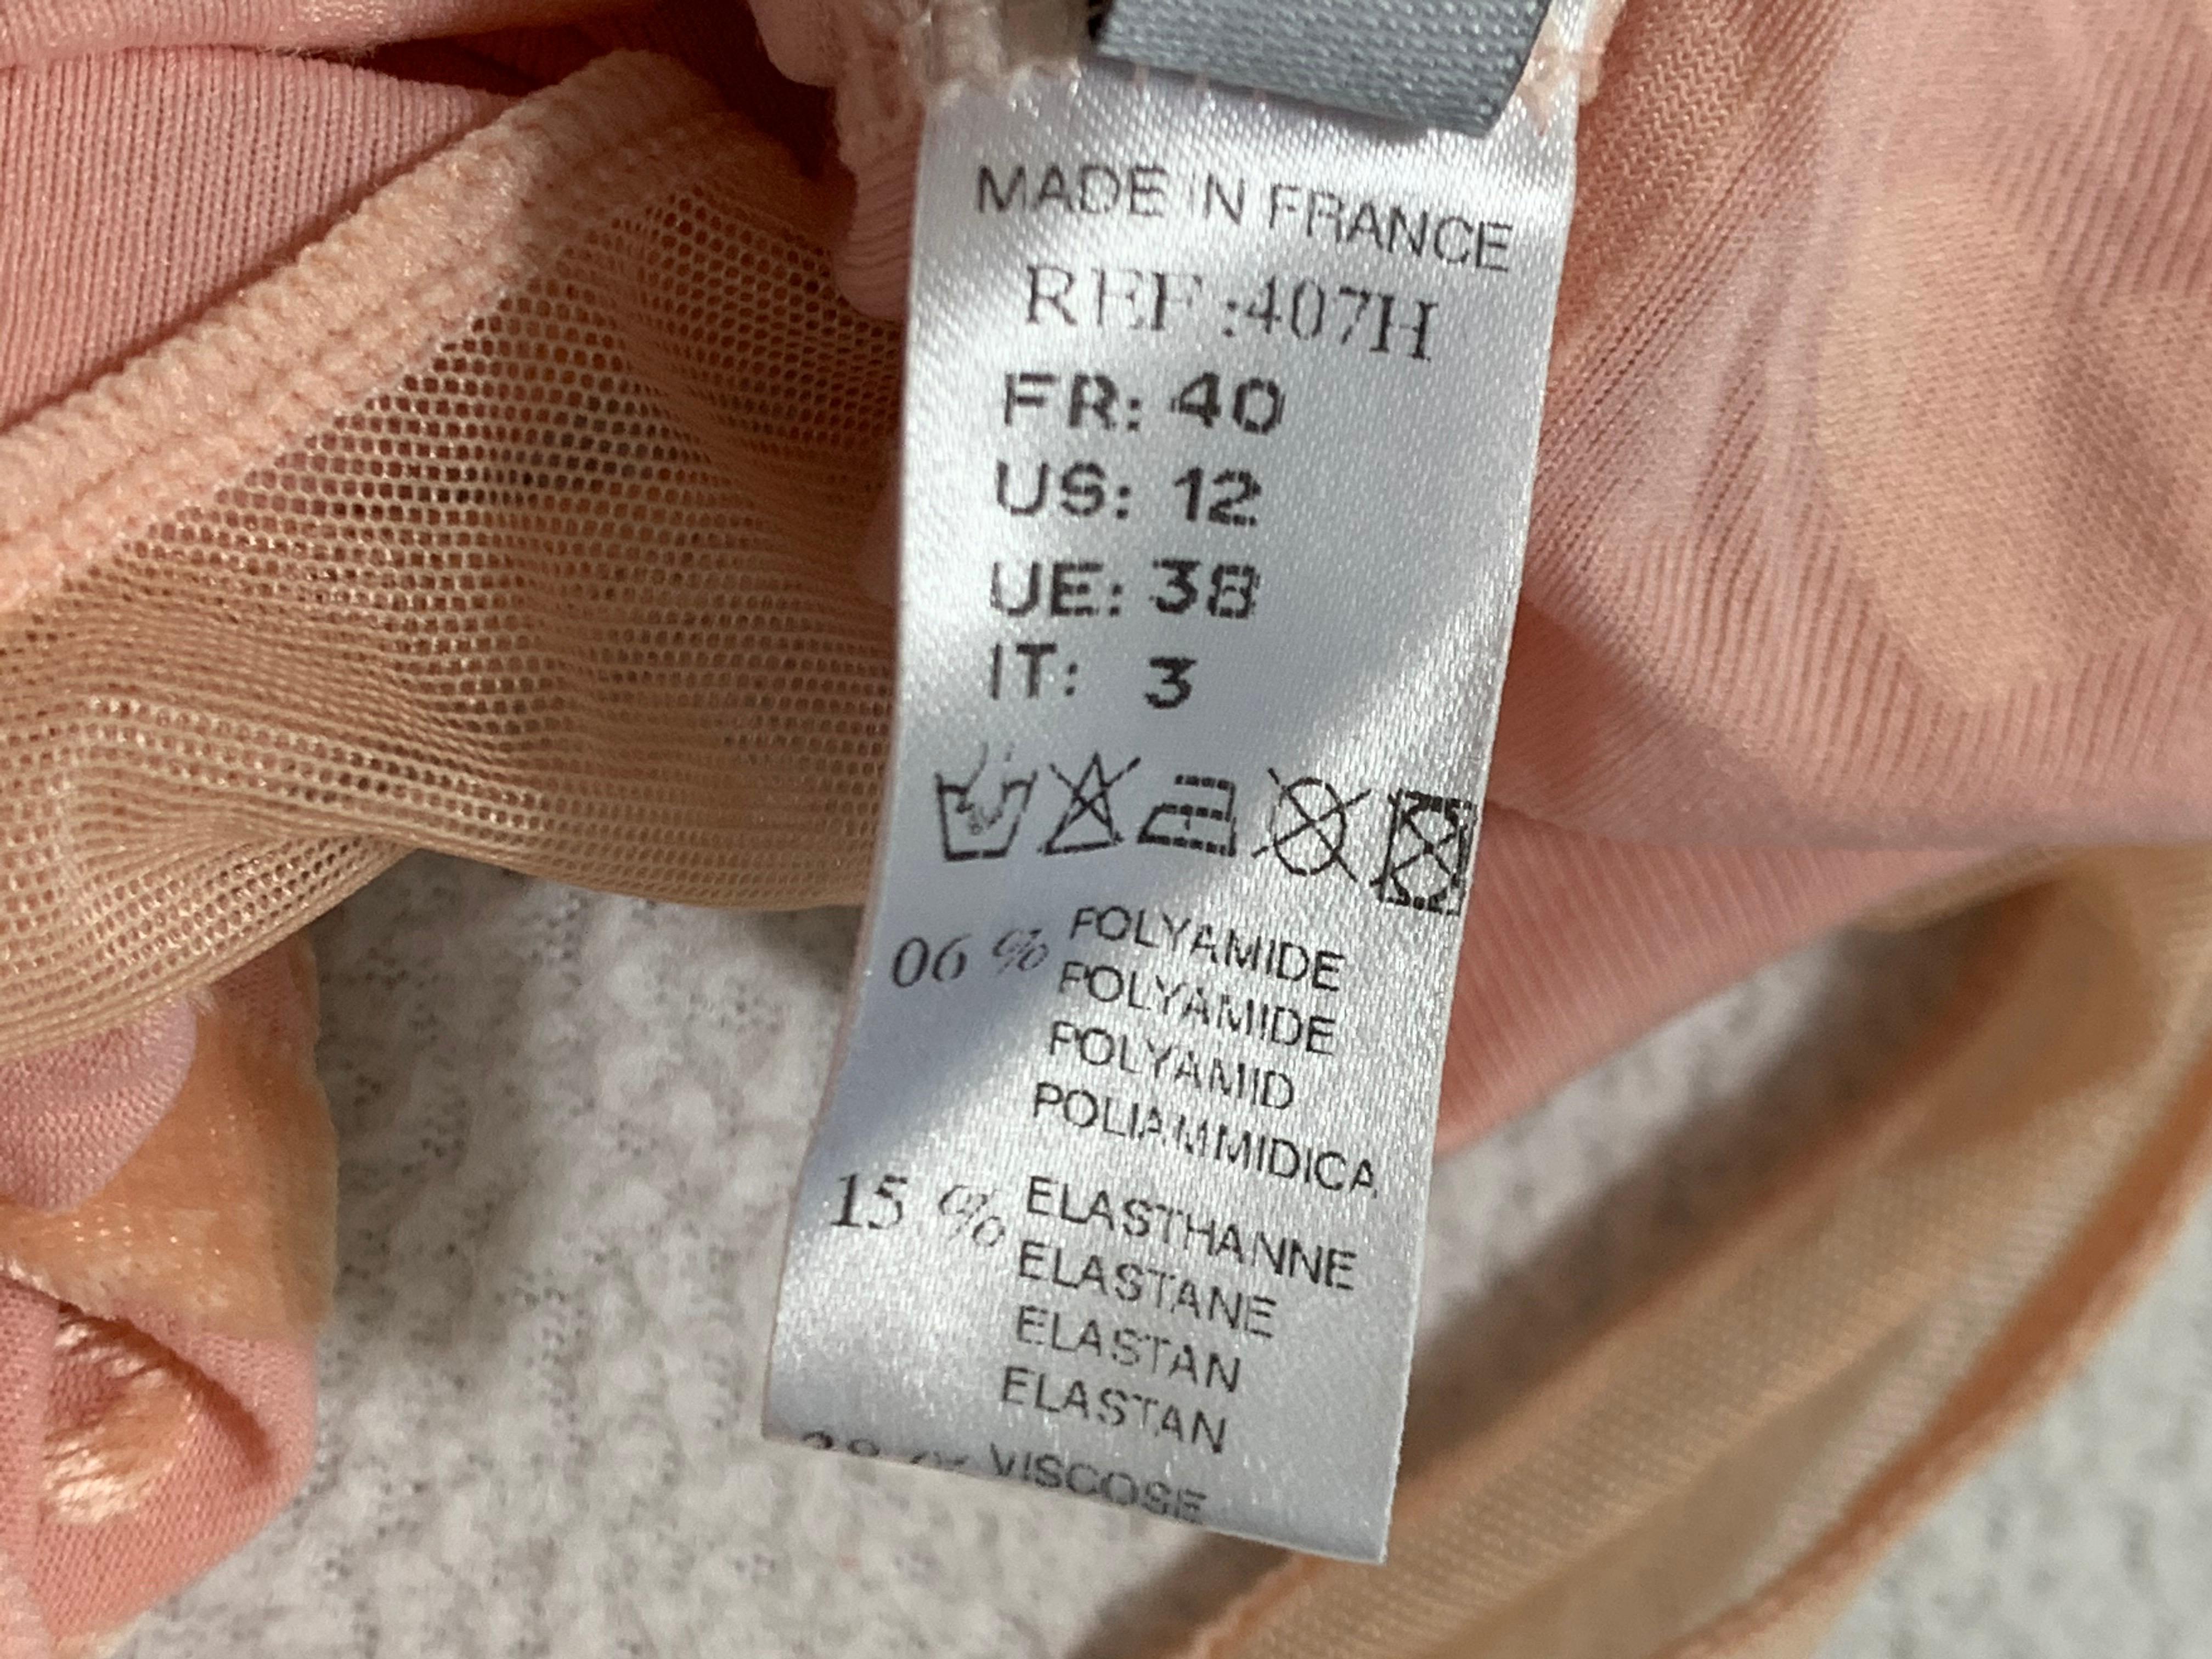 MADE IN FRANCE
REF :407H
FR: 40
US: 12
UE: 38
IT: 3
06 % POLYAMIDE
POLYAMIDE
POLYAMID
POLIAMMIDICA
15 % ELASTHANNE
ELASTANE
ELASTAN
ELASTAN
% VISCOSE